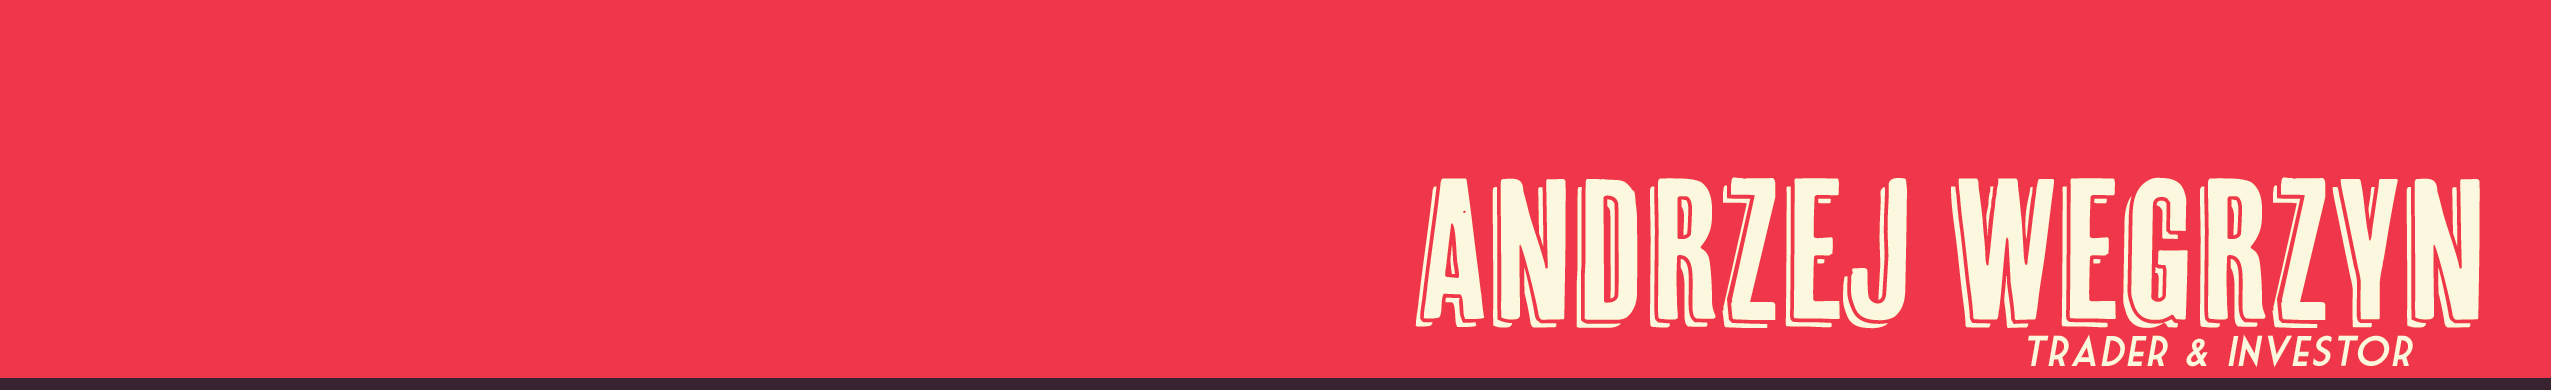 ANDRZEJ WEGRZYN
TRADER & INVESTOR